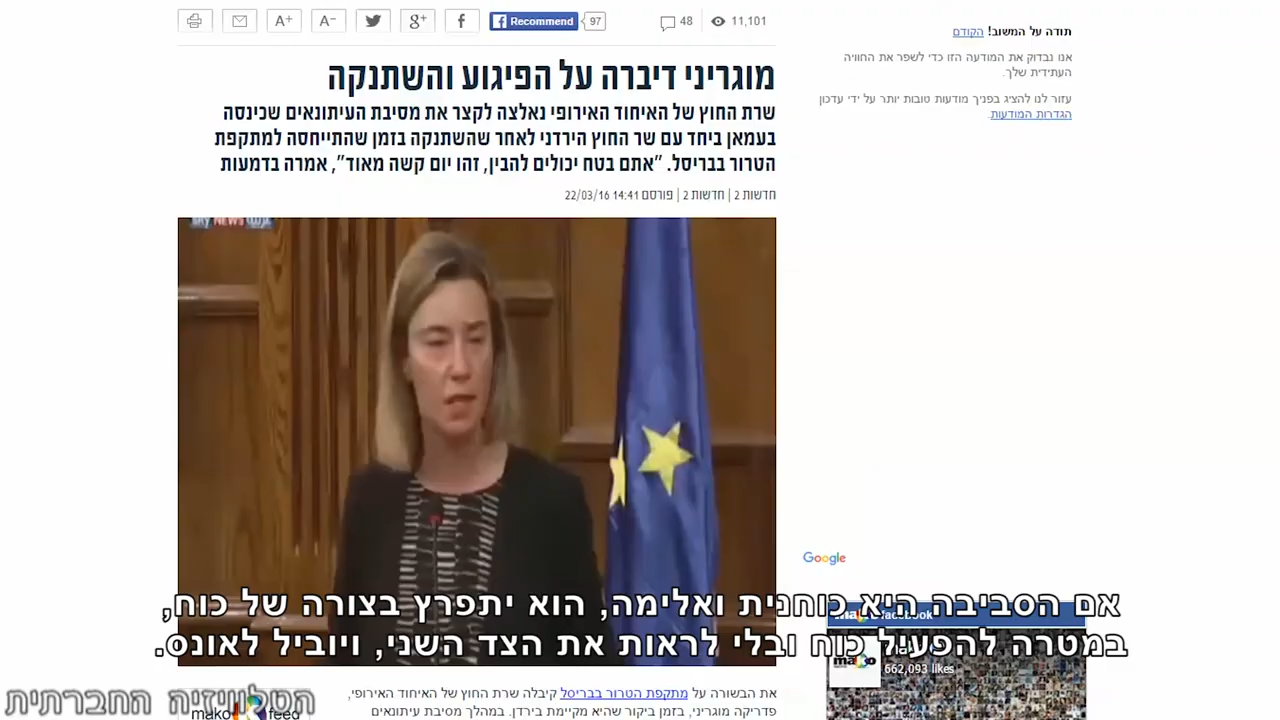 A+
A-
Recommend
97
48
11,101
מוגריני דיברה על הפיגוע והשתנקה
שרת החוץ של האיחוד האירופי נאלצה לקצר את מסיבת העיתונאים שכינסה
בעמאן ביחד עם שר החוץ הירדני לאחר שהשתנקה בזמן שהתייחסה למתקפת
הטרור בבריסל. "אתם בטח יכולים להבין, זהו יום קשה מאוד", אמרה בדמעות
חדשות 2 | חדשות 2 | פורסם 14:41 22/03/16
תודה על המשוב! הקודם
אנו נבדוק את המודעה הזו כדי לשפר את החוויה
העתידית שלך.
עזור לנו להציג בפניך מודעות טובות יותר על ידי עדכון
הגדרות המודעות.
sky NEWS
Google
אם הסביבה היא כוחנית ואלימה, הוא יתפרץ בצורה של כוח,
במטרה להפעיל כוח ובלי לראות את הצד השני, ויוביל לאונס.
facebook
mako
662,093 likes
את הבשורה על מתקפת הטרור בבריסל קיבלה שרת החוץ של האיחוד האירופי,
פדריקה מוגריני, בזמן ביקור שהיא מקיימת בירדן. במהלך מסיבת עיתונאים
הטלוויזיה החברתית
mako feed